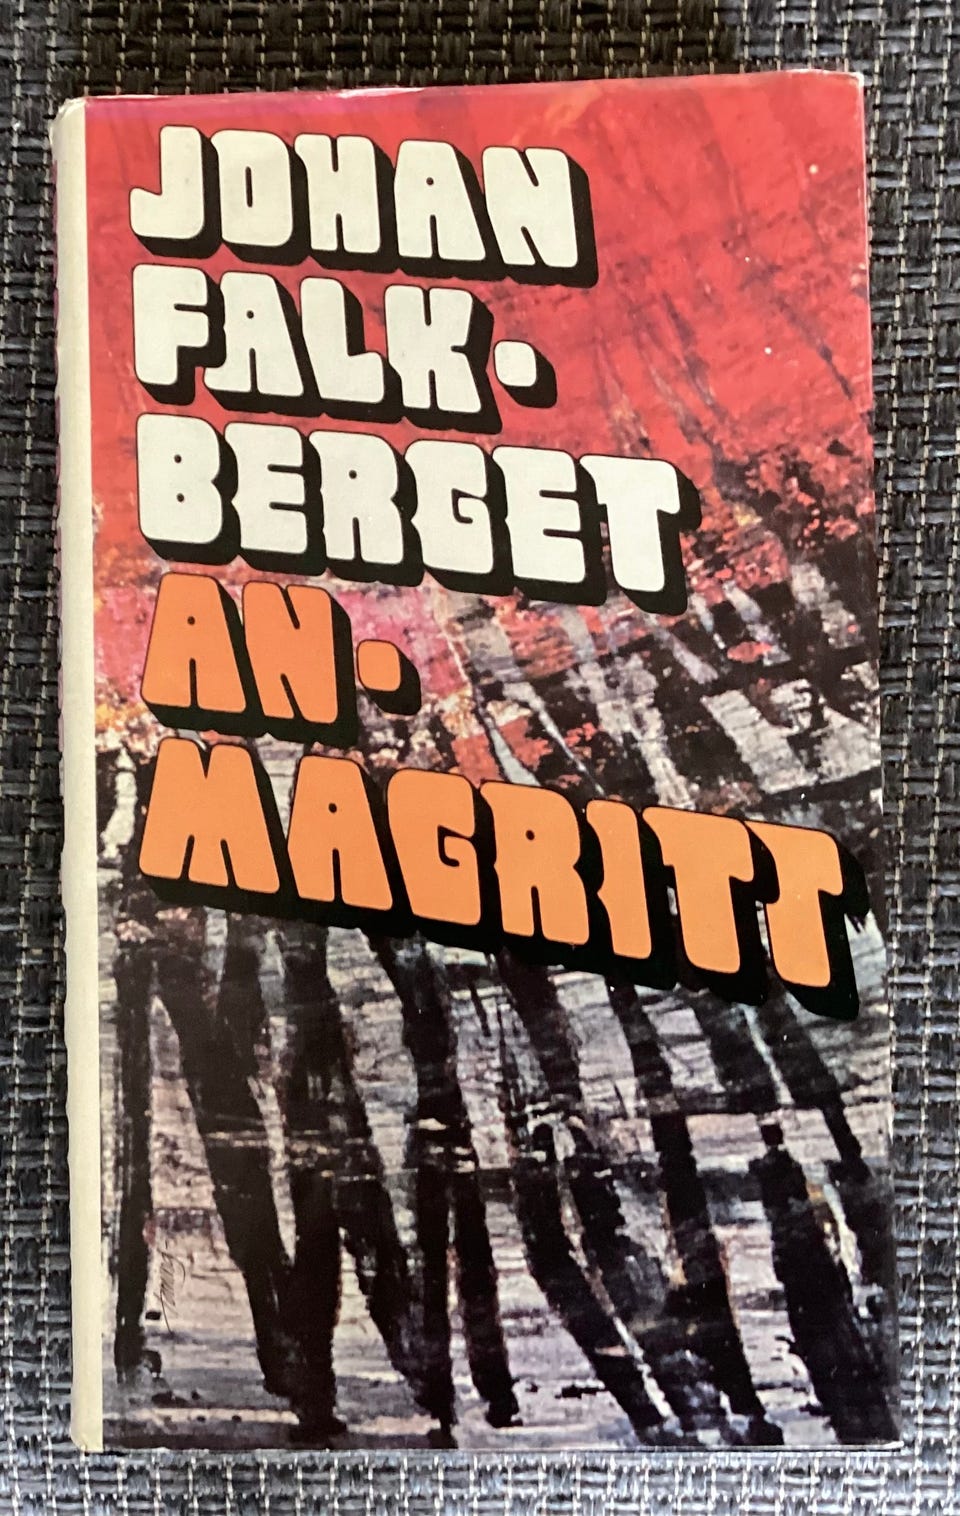 JOHAN
FALK-
BERGET
AN-
MAGRITT